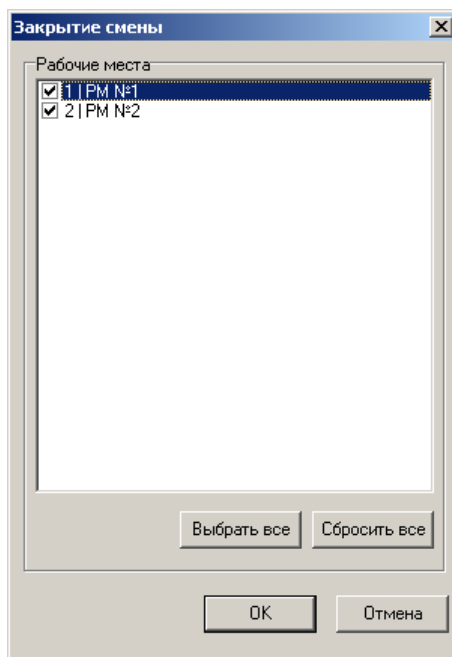 Закрытие смены
Рабочие места
1 | РМ №1
2 | РМ №2
Выбрать все
Сбросить все
OK
Отмена